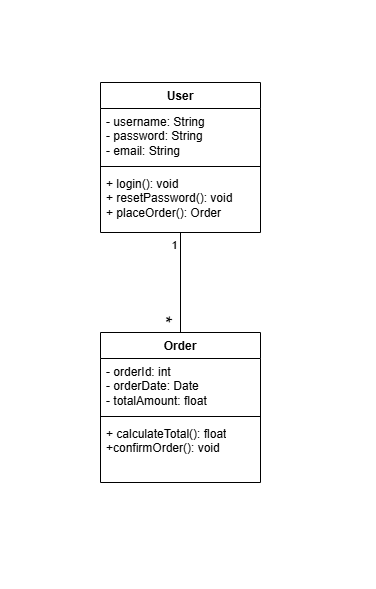 User
- username: String
- password: String
- email: String
+ login(): void
+ resetPassword(): void
+ placeOrder(): Order
1
*
Order
- orderId: int
- orderDate: Date
- totalAmount: float
+ calculateTotal(): float
+confirmOrder(): void